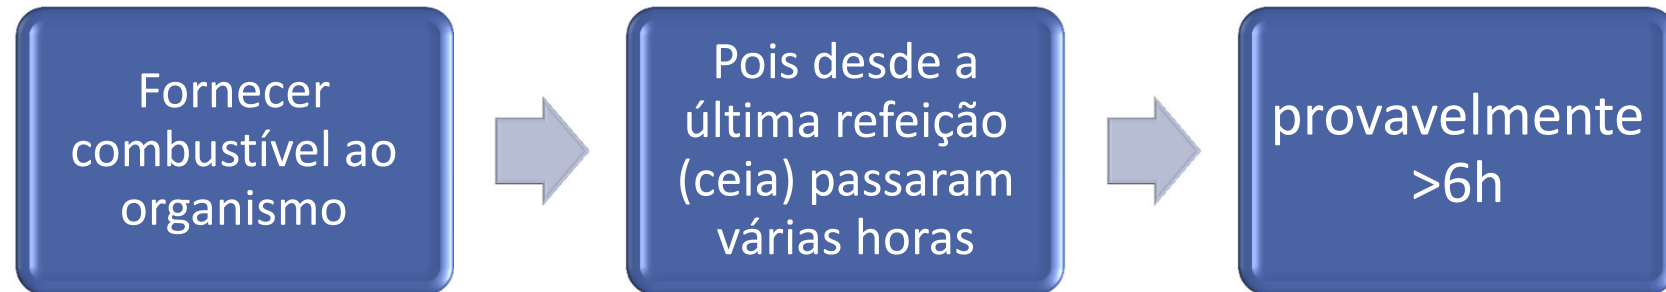 Fornecer
combustível ao
organismo
Pois desde a
última refeição
(ceia) passaram
várias horas
provavelmente
>6h